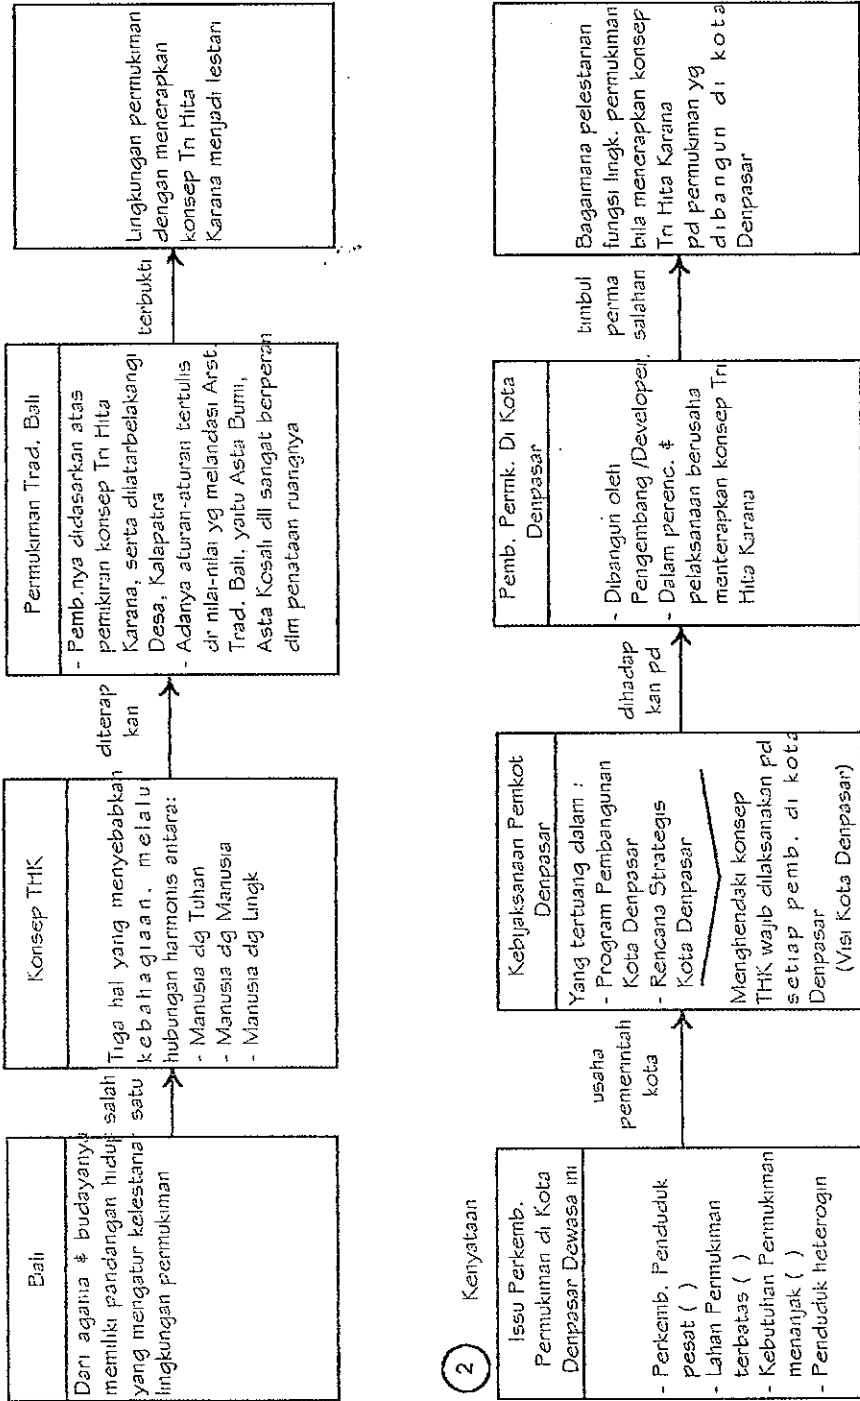 Bali
Dari agama & budayanya
memiliki pandangan hidup
yang mengatur kelestarian
lingkungan permukiman
salah
satu
Konsep THK
Tiga hal yang menyebabkan
kebahagiaan, melalui
hubungan harmonis antara:
- Manusia dg Tuhan
- Manusia dg Manusia
- Manusia dg Lingk
diterap
kan
Permukiman Trad. Bali
- Pemb.nya didasarkan atas
pemikiran konsep Tri Hita
Karana, serta dilatarbelakangi
Desa, Kalapatra
- Adanya aturan-aturan tertulis
dr nilai-nilai yg melandasi Arst.
Trad. Bali, yaitu Asta Bumi,
Asta Kosali dll sangat berperan
dlm penataan ruangnya
terbukti
Lingkungan permukiman
dengan menerapkan
konsep Tri Hita
Karana menjadi lestari
2
Kenyataan
Issu Perkemb.
Permukiman di Kota
Denpasar Dewasa ini
- Perkemb. Penduduk
pesat ( )
- Lahan Permukiman
terbatas ( )
- Kebutuhan Permukiman
menanjak ( )
- Penduduk heterogin
usaha
pemerintah
kota
Kebijaksanaan Pemkot
Denpasar
Yang tertuang dalam :
- Program Pembangunan
Kota Denpasar
- Rencana Strategis
Kota Denpasar
Menghendaki konsep
THK wajib dilaksanakan pd
setiap pemb. di kota
Denpasar
(Visi Kota Denpasar)
dihadap
kan pd
Pemb. Permk. Di Kota
Denpasar
- Dibangun oleh
Pengembang /Developer,
- Dalam perenc. &
pelaksanaan berusaha
menterapkan konsep Tri
Hita Karana
timbul
perma
salahan
Bagaimana pelestarian
fungsi lingk. permukiman
bila menerapkan konsep
Tri Hita Karana
pd permukiman yg
dibangun di kota
Denpasar